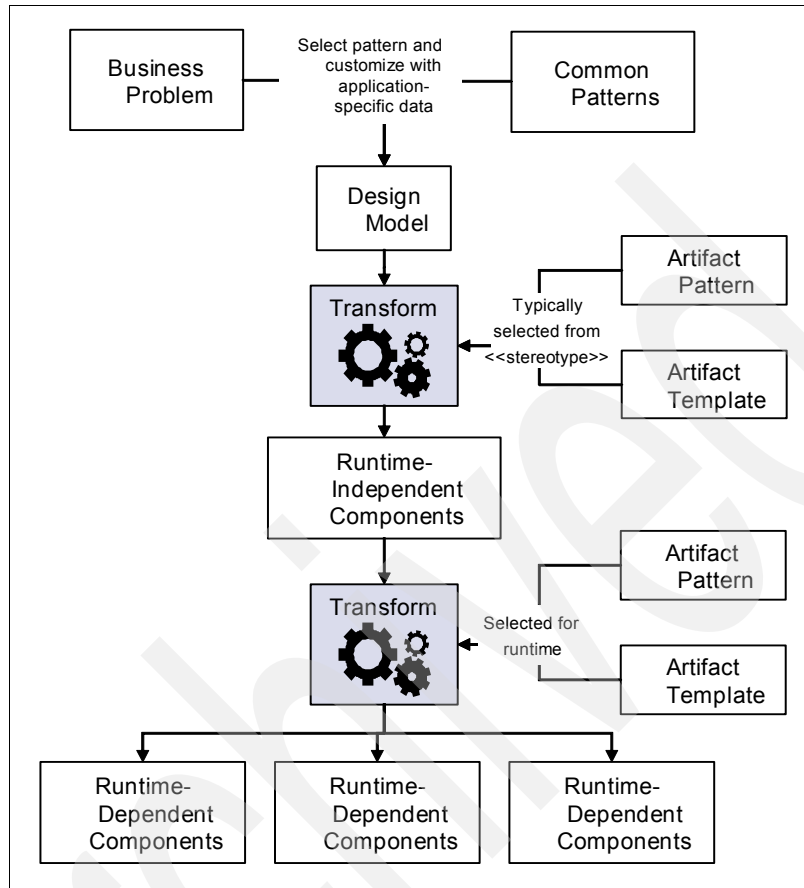 Business
Problem
Select pattern and
customize with
application-
specific data
Common
Patterns
Design
Model
Transform
Typically
selected from
<<stereotype>>
Artifact
Pattern
Artifact
Template
Runtime-
Independent
Components
Transform
Selected for
runtime
Artifact
Pattern
Artifact
Template
Runtime-
Dependent
Components
Runtime-
Dependent
Components
Runtime-
Dependent
Components